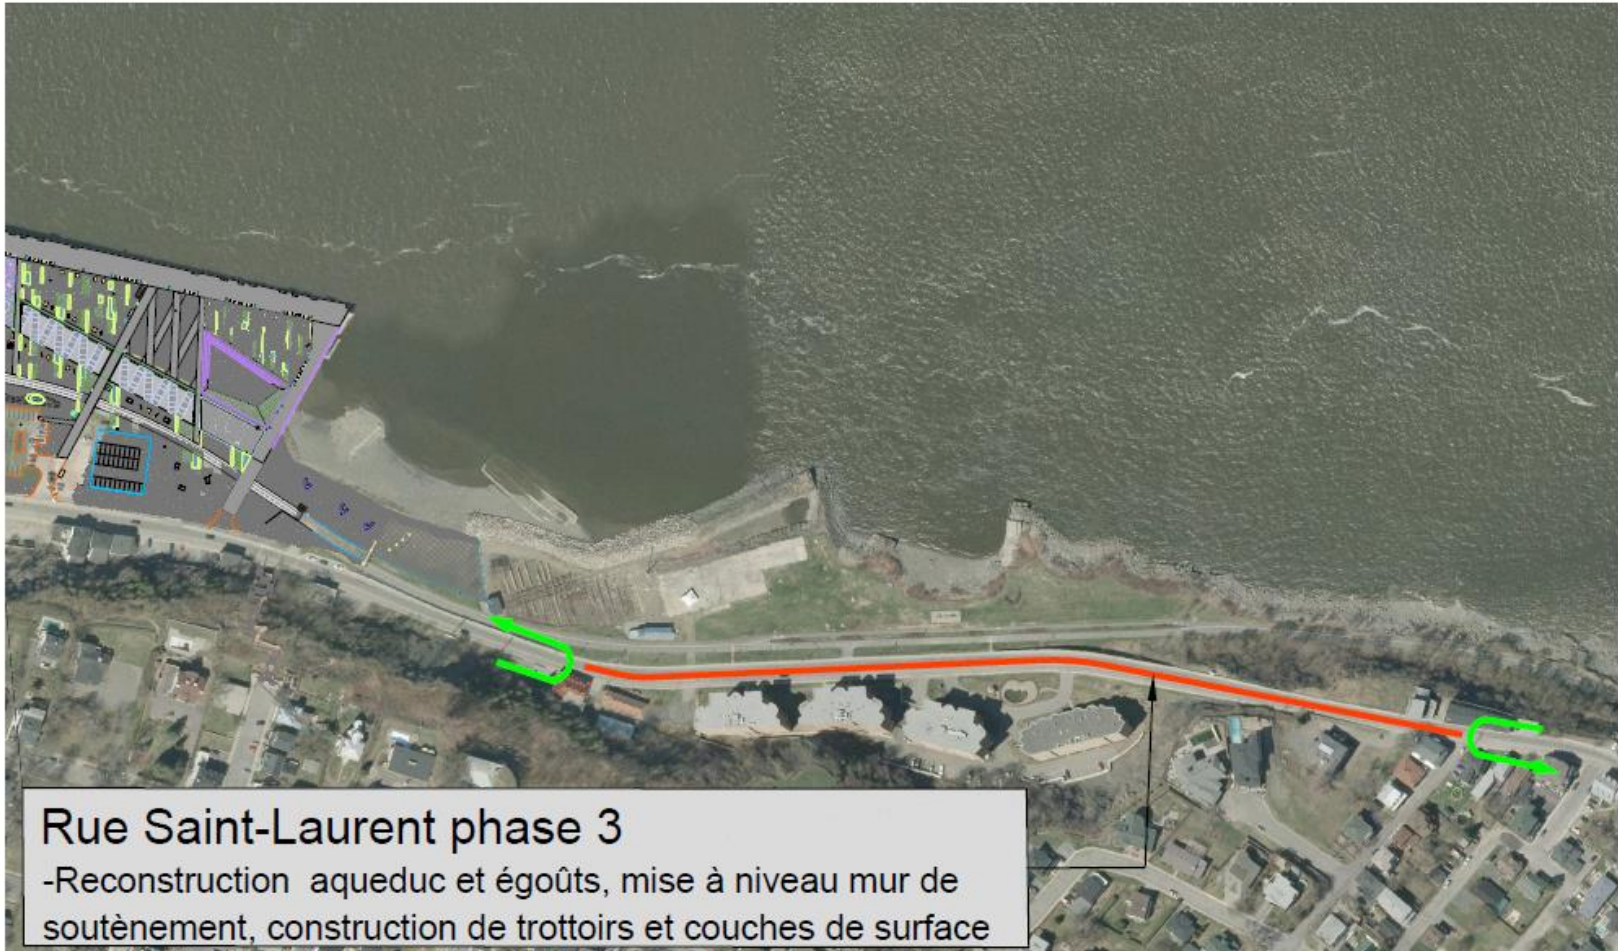 Rue Saint-Laurent phase 3
-Reconstruction aqueduc et égoûts, mise à niveau mur de
soutènement, construction de trottoirs et couches de surface